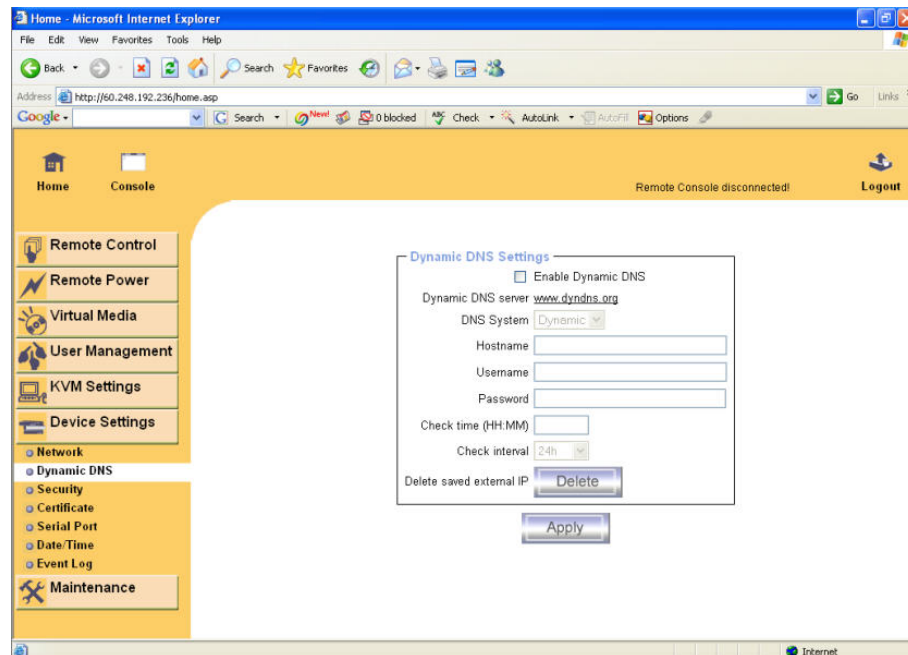 Home - Microsoft Internet Explorer
File Edit View Favorites Tools Help
Back Search Favorites
Address http://60.248.192.236/home.asp Go Links
Google Search New! 0 blocked ABC Check AutoLink AutoFill Options
Home Console Remote Console disconnected! Logout
Remote Control
Remote Power
Virtual Media
User Management
KVM Settings
Device Settings
Network
Dynamic DNS
Security
Certificate
Serial Port
Date/Time
Event Log
Maintenance
Dynamic DNS Settings
Enable Dynamic DNS
Dynamic DNS server www.dyndns.org
DNS System Dynamic
Hostname
Username
Password
Check time (HH:MM)
Check interval 24h
Delete saved external IP Delete
Apply
Internet